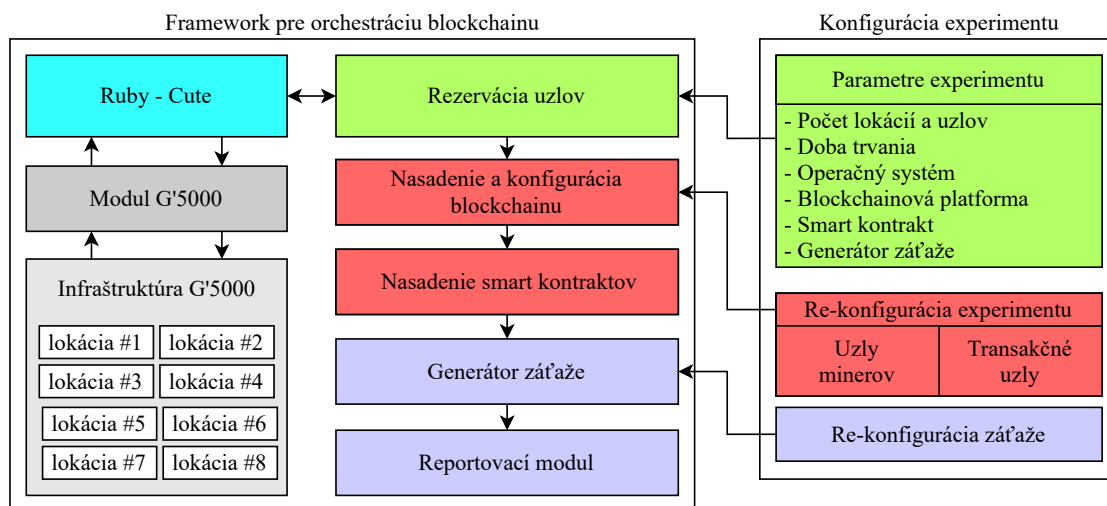 Framework pre orchestráciu blockchainu
Ruby - Cute
Rezervácia uzlov
Modul G'5000
Nasadenie a konfigurácia
blockchainu
Infraštruktúra G'5000
lokácia #1
lokácia #2
lokácia #3
lokácia #4
lokácia #5
lokácia #6
lokácia #7
lokácia #8
Nasadenie smart kontraktov
Generátor záťaže
Reportovací modul
Konfigurácia experimentu
Parametre experimentu
- Počet lokácií a uzlov
- Doba trvania
- Operačný systém
- Blockchainová platforma
- Smart kontrakt
- Generátor záťaže
Re-konfigurácia experimentu
Uzly
minerov
Transakčné
uzly
Re-konfigurácia záťaže